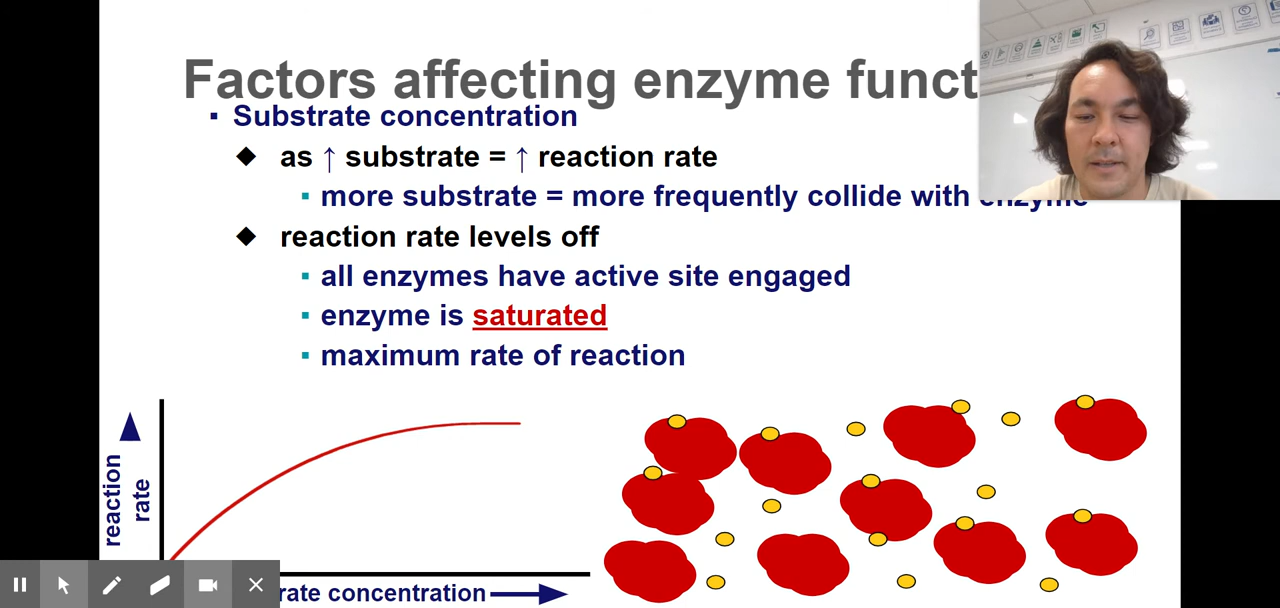 Factors affecting enzyme funct
▪ Substrate concentration
◆ as ↑ substrate = ↑ reaction rate
▪ more substrate = more frequently collide with enzyme
◆ reaction rate levels off
▪ all enzymes have active site engaged
▪ enzyme is saturated
▪ maximum rate of reaction
reaction
rate
rate concentration